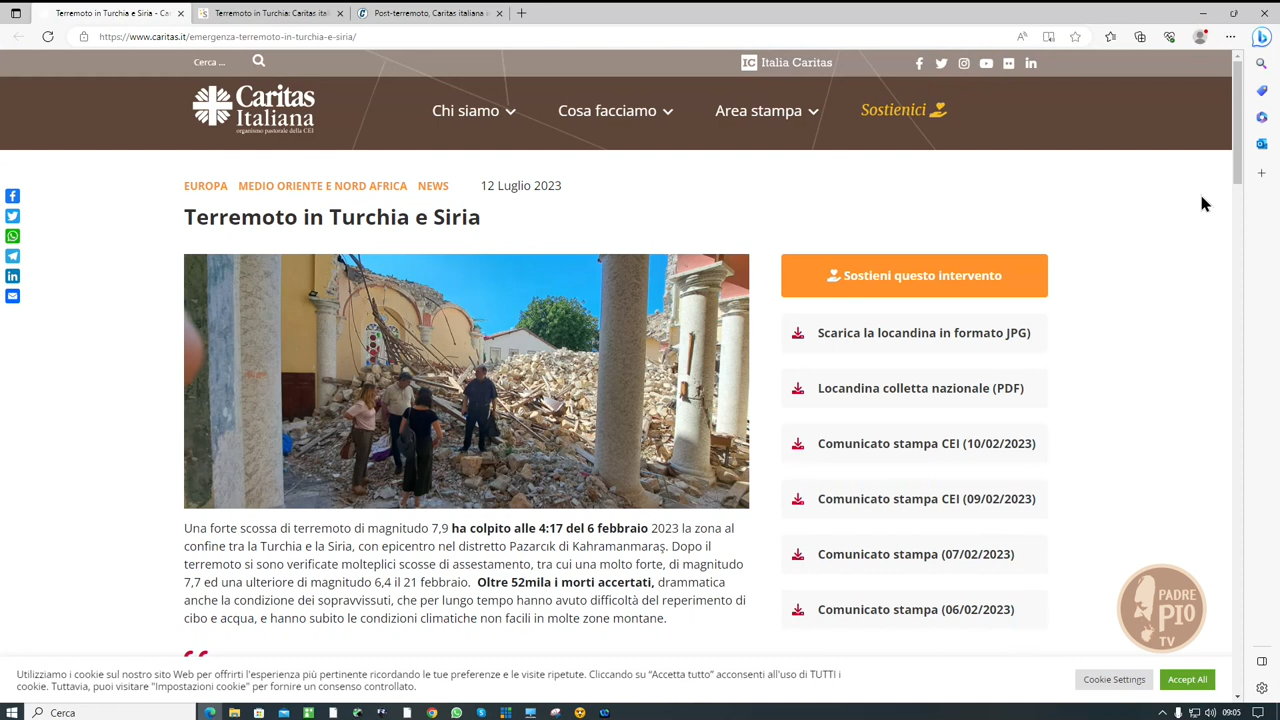 Terremoto in Turchia e Siria - Ca
Terremoto in Turchia: Caritas ital
Post-terremoto, Caritas italiana
https://www.caritas.it/emergenza-terremoto-in-turchia-e-siria/
Cerca ...
IC Italia Caritas
Caritas
Italiana
organismo pastorale della CEI
Chi siamo
Cosa facciamo
Area stampa
Sostienici
EUROPA MEDIO ORIENTE E NORD AFRICA NEWS 12 Luglio 2023
Terremoto in Turchia e Siria
Una forte scossa di terremoto di magnitudo 7,9 ha colpito alle 4:17 del 6 febbraio 2023 la zona al
confine tra la Turchia e la Siria, con epicentro nel distretto Pazarcık di Kahramanmaraş. Dopo il
terremoto si sono verificate molteplici scosse di assestamento, tra cui una molto forte, di magnitudo
7,7 ed una ulteriore di magnitudo 6,4 il 21 febbraio. Oltre 52mila i morti accertati, drammatica
anche la condizione dei sopravvissuti, che per lungo tempo hanno avuto difficoltà del reperimento di
cibo e acqua, e hanno subito le condizioni climatiche non facili in molte zone montane.
Sostieni questo intervento
Scarica la locandina in formato JPG)
Locandina colletta nazionale (PDF)
Comunicato stampa CEI (10/02/2023)
Comunicato stampa CEI (09/02/2023)
Comunicato stampa (07/02/2023)
Comunicato stampa (06/02/2023)
PADRE
PIO
TV
Utilizziamo i cookie sul nostro sito Web per offrirti l'esperienza più pertinente ricordando le tue preferenze e le visite ripetute. Cliccando su “Accetta tutto” acconsenti all'uso di TUTTI i
cookie. Tuttavia, puoi visitare "Impostazioni cookie" per fornire un consenso controllato.
Cookie Settings
Accept All
Cerca
09:05